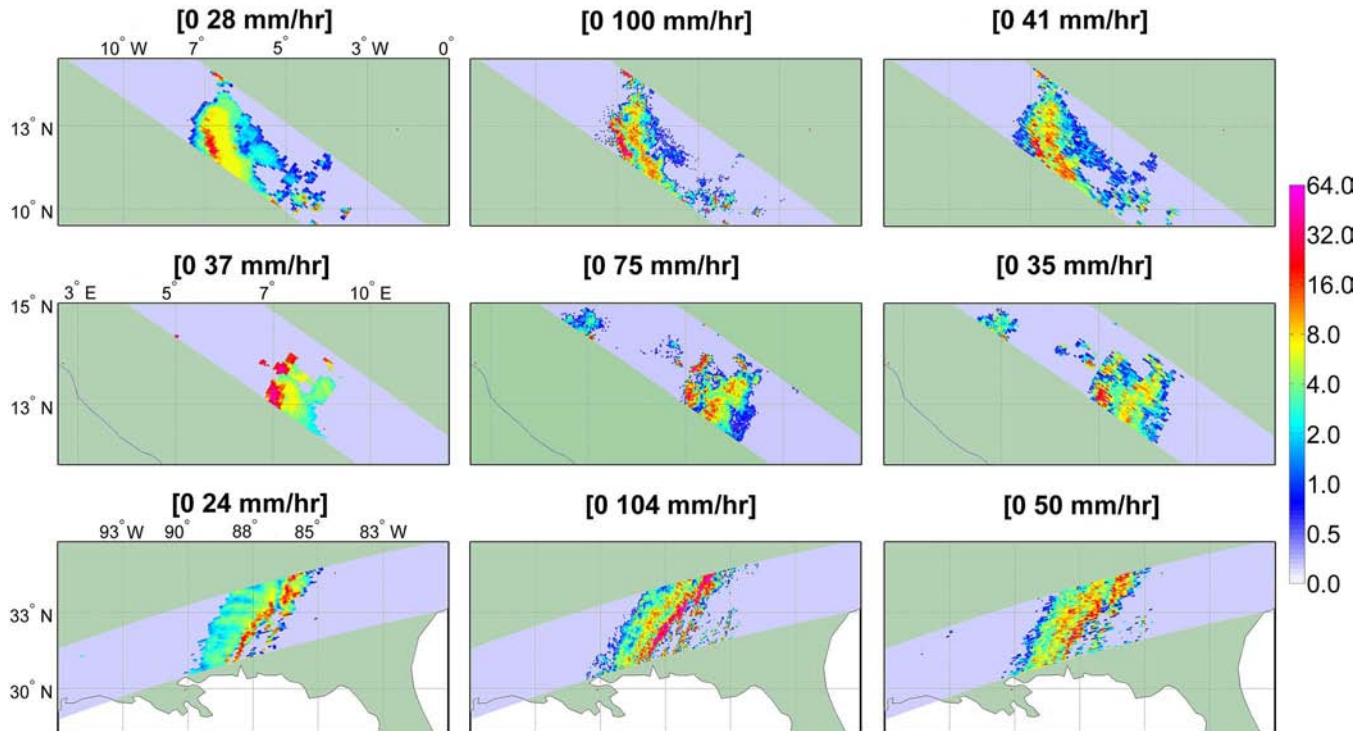 [0 28 mm/hr] [0 100 mm/hr] [0 41 mm/hr]
10° W 7° 5° 3° W 0°
13° N
10° N
[0 37 mm/hr] [0 75 mm/hr] [0 35 mm/hr]
3° E 5° 7° 10° E
15° N
13° N
[0 24 mm/hr] [0 104 mm/hr] [0 50 mm/hr]
93° W 90° 88° 85° 83° W
33° N
30° N
64.0
32.0
16.0
8.0
4.0
2.0
1.0
0.5
0.0